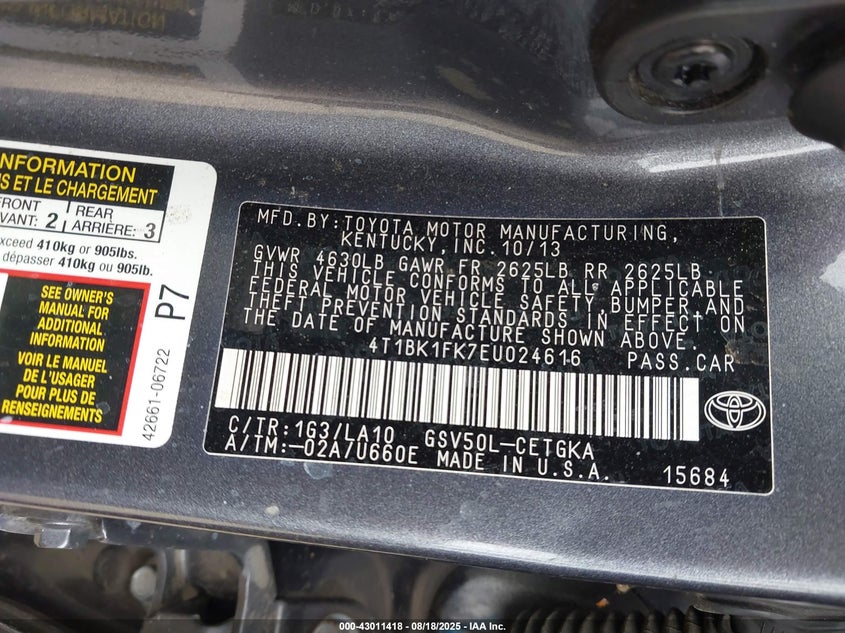 INFORMATION
S ET LE CHARGEMENT
FRONT
VANT: 2
REAR
ARRIÈRE: 3
xceed 410kg or 905lbs.
dépasser 410kg ou 905lb.
SEE OWNER'S
MANUAL FOR
ADDITIONAL
INFORMATION
VOIR LE MANUEL
DE L'USAGER
POUR PLUS DE
RENSEIGNEMENTS
42661-06722
P7
MFD.BY:TOYOTA MOTOR MANUFACTURING,
KENTUCKY,INC.10/13
GVWR 4630LB GAWR FR 2625LB RR 2625LB
THIS VEHICLE CONFORMS TO ALL APPLICABLE
FEDERAL MOTOR VEHICLE SAFETY,BUMPER,AND
THEFT PREVENTION STANDARDS IN EFFECT ON
THE DATE OF MANUFACTURE SHOWN ABOVE.
4T1BK1FK7EU024616 PASS.CAR
C/TR:1G3/LA10 GSV50L-CETGKA
A/TM:-02A/U660E MADE IN U.S.A. 15684
000-43011418 - 08/18/2025 - IAA Inc.